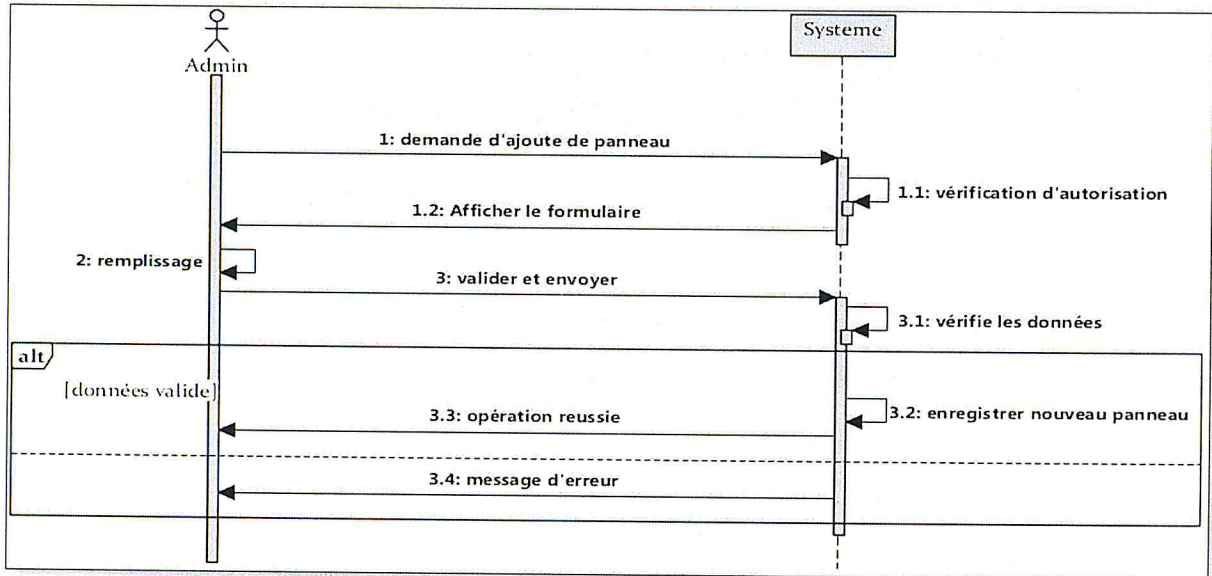 Systeme
Admin
1: demande d'ajoute de panneau
1.1: vérification d'autorisation
1.2: Afficher le formulaire
2: remplissage
3: valider et envoyer
3.1: vérifie les données
alt
[données valide]
3.2: enregistrer nouveau panneau
3.3: opération reussie
3.4: message d'erreur